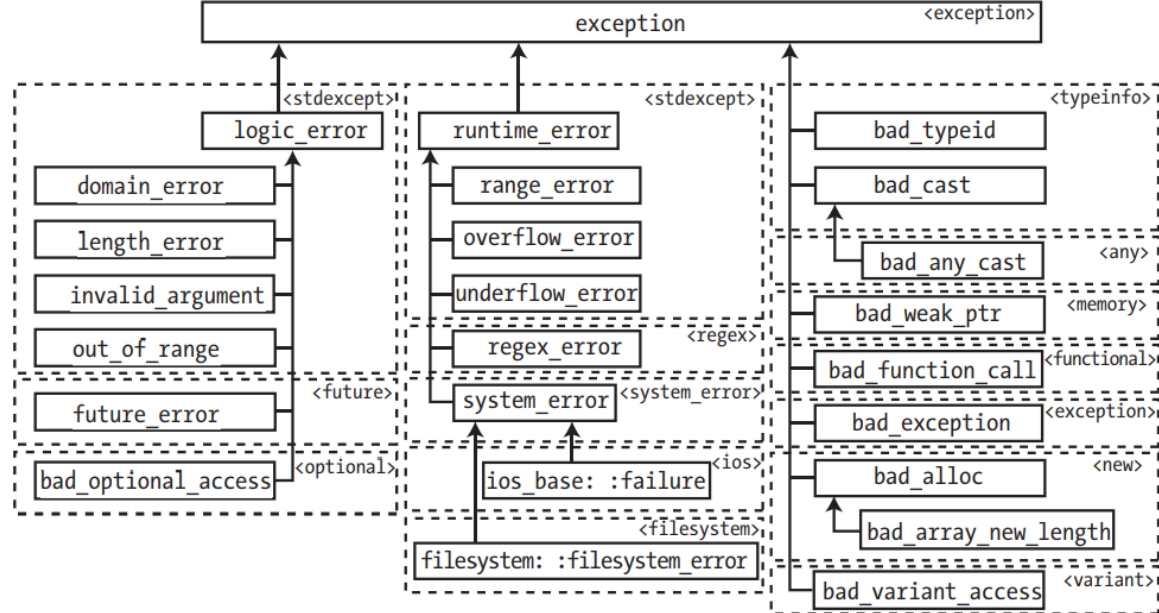 <exception>
exception
<stdexcept>
logic_error
domain_error
length_error
invalid_argument
out_of_range
<future>
future_error
<optional>
bad_optional_access
<stdexcept>
runtime_error
range_error
overflow_error
underflow_error
<regex>
regex_error
<system_error>
system_error
<ios>
ios_base: :failure
<filesystem>
filesystem: :filesystem_error
<typeinfo>
bad_typeid
bad_cast
<any>
bad_any_cast
<memory>
bad_weak_ptr
<functional>
bad_function_call
<exception>
bad_exception
<new>
bad_alloc
bad_array_new_length
<variant>
bad_variant_access